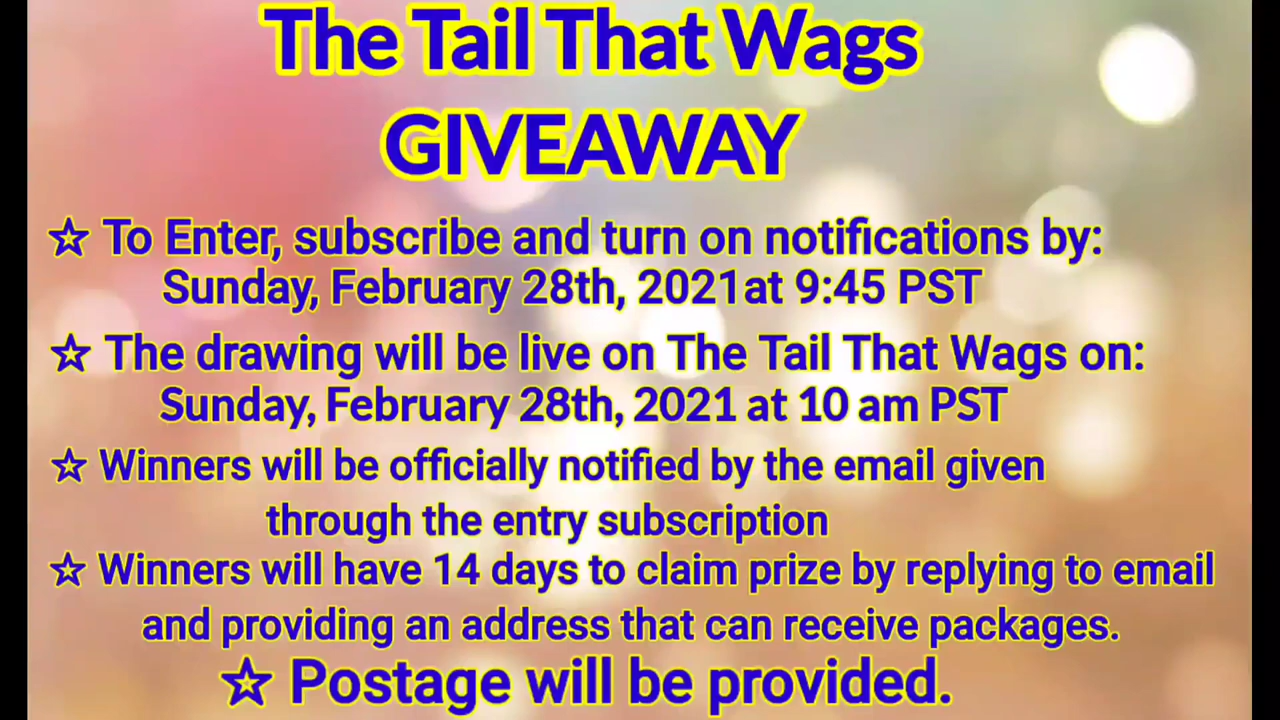 The Tail That Wags
GIVEAWAY
☆ To Enter, subscribe and turn on notifications by:
Sunday, February 28th, 2021at 9:45 PST
☆ The drawing will be live on The Tail That Wags on:
Sunday, February 28th, 2021 at 10 am PST
☆ Winners will be officially notified by the email given
through the entry subscription
☆ Winners will have 14 days to claim prize by replying to email
and providing an address that can receive packages.
☆ Postage will be provided.